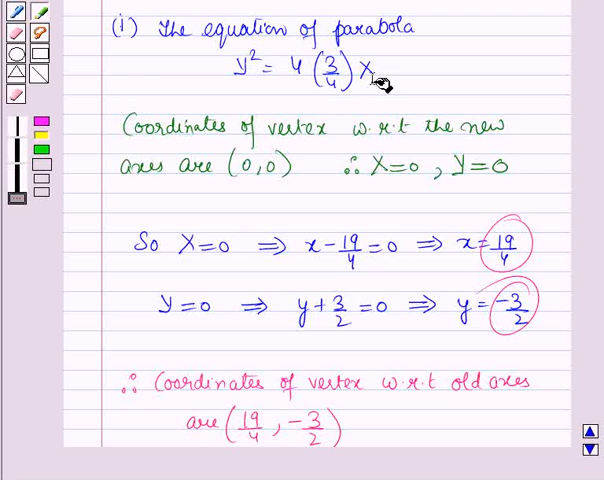 (i) The equation of parabola
Y² = 4 (3/4) X
Coordinates of vertex w.r.t the new
axes are (0,0) ∴ X=0 , Y=0
So X=0 ⟹ x - 19/4 = 0 ⟹ x = 19/4
Y=0 ⟹ y + 3/2 = 0 ⟹ y = -3/2
∴ Coordinates of vertex w.r.t old axes
are (19/4 , -3/2)